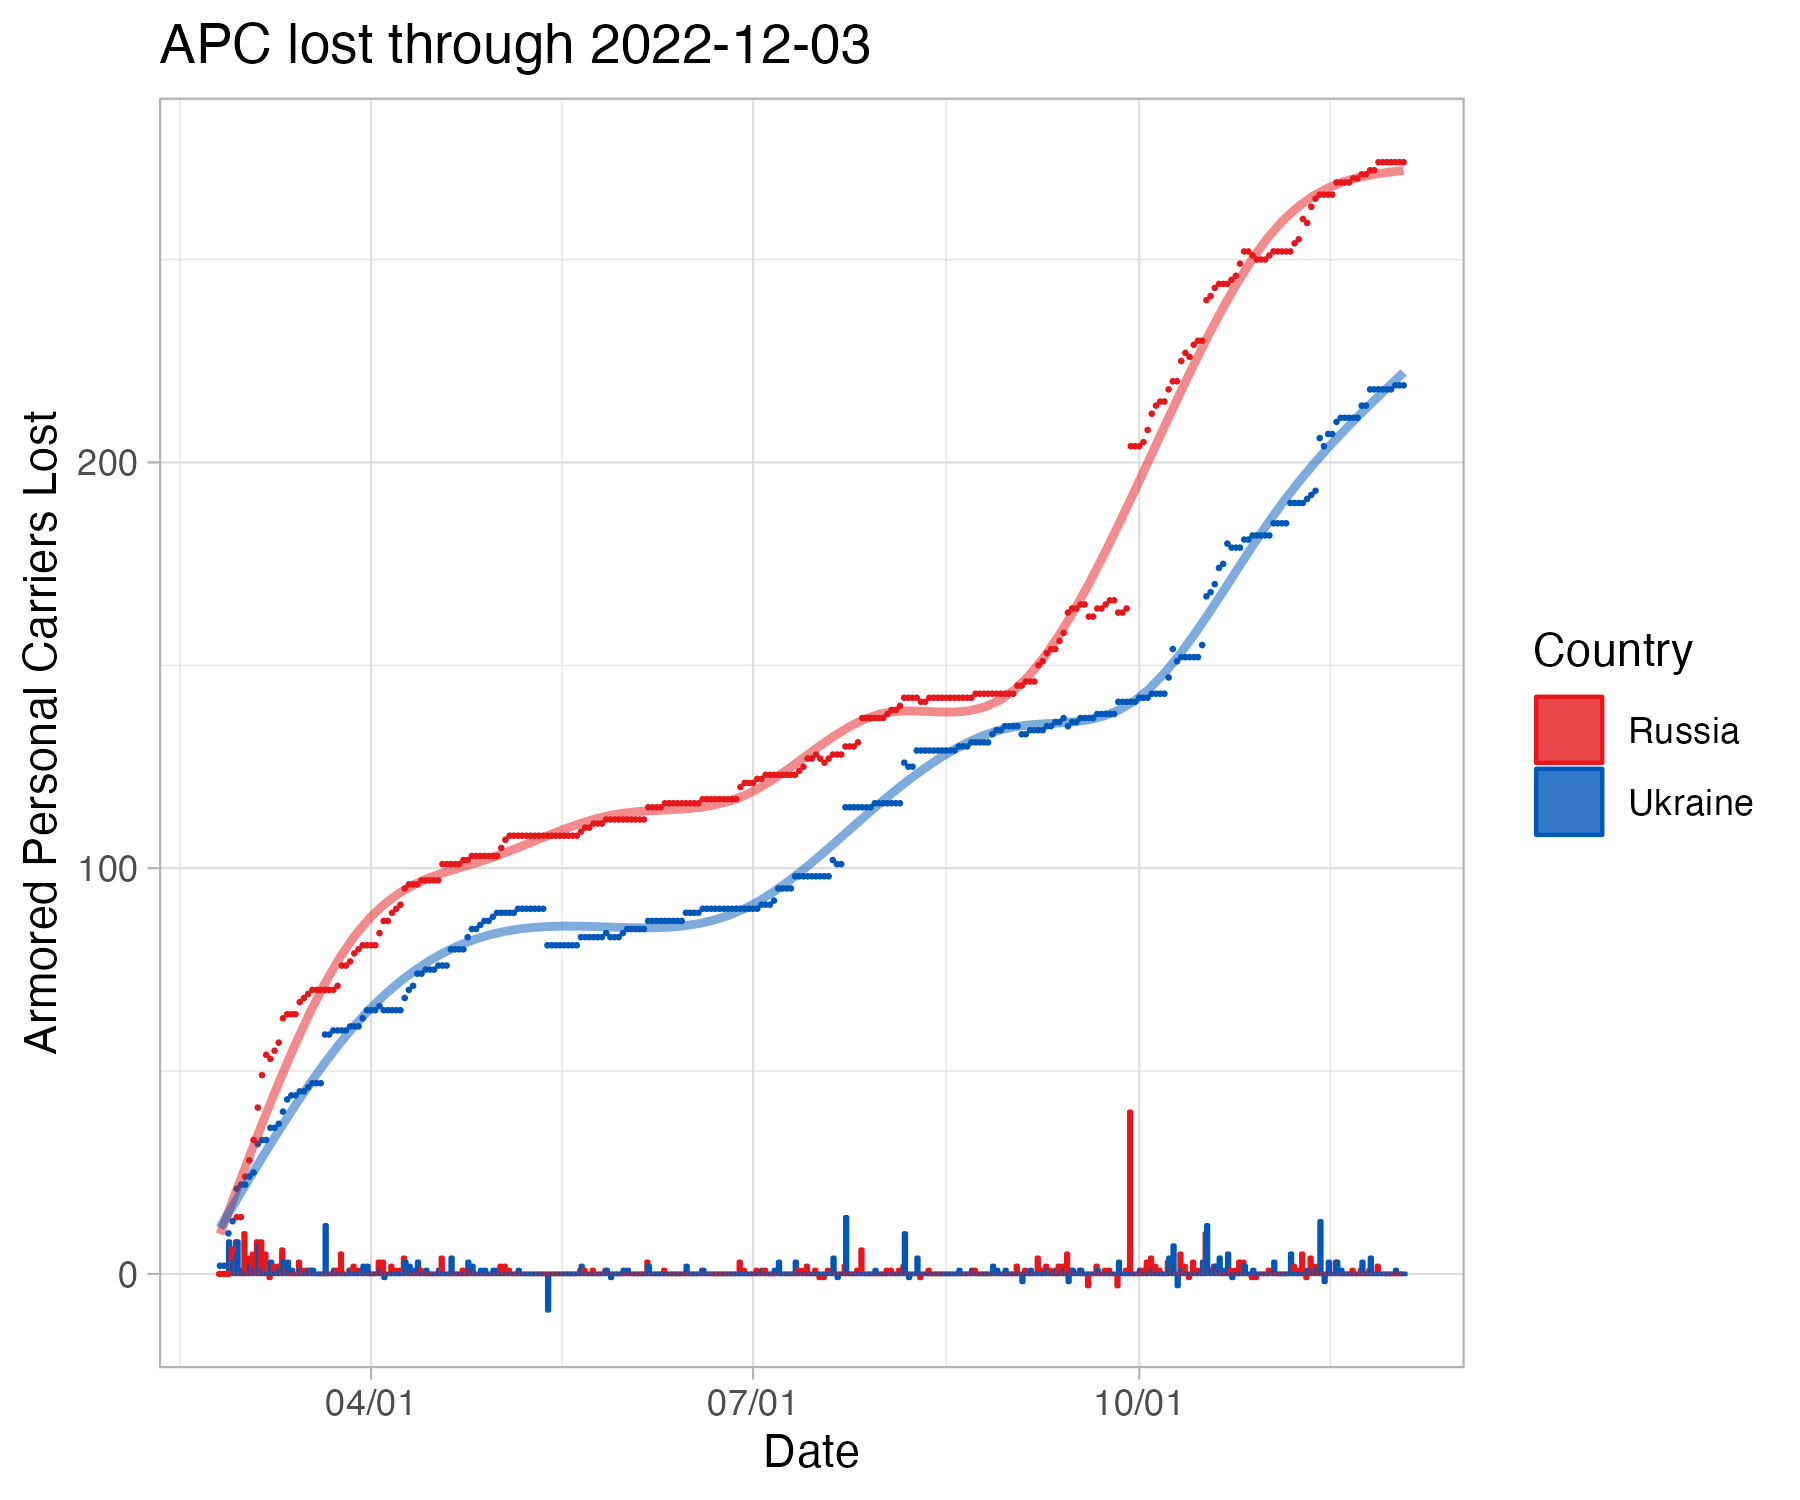 APC lost through 2022-12-03
Armored Personal Carriers Lost
200
100
0
04/01
07/01
10/01
Date
Country
Russia
Ukraine